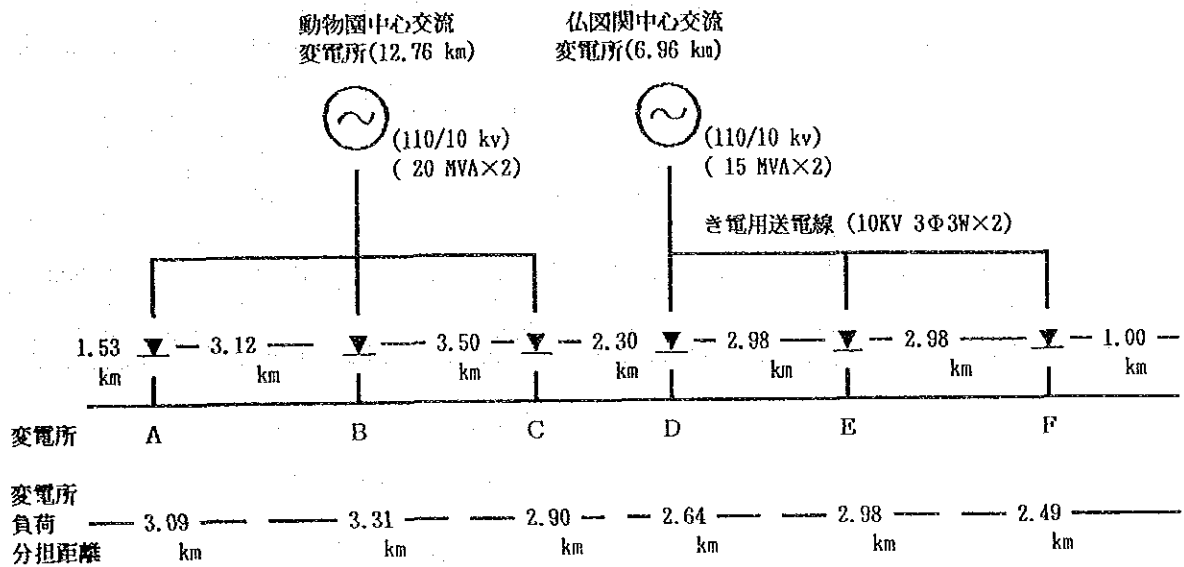 動物園中心交流
変電所(12.76 km)
仏図関中心交流
変電所(6.96 km)
(110/10 kv)
( 20 MVA×2)
(110/10 kv)
( 15 MVA×2)
き電用送電線 (10KV 3Φ3W×2)
1.53 3.12 3.50 2.30 2.98 2.98 1.00
km km km km km km km
変電所 A B C D E F
変電所
負荷 3.09 3.31 2.90 2.64 2.98 2.49
分担距離 km km km km km km